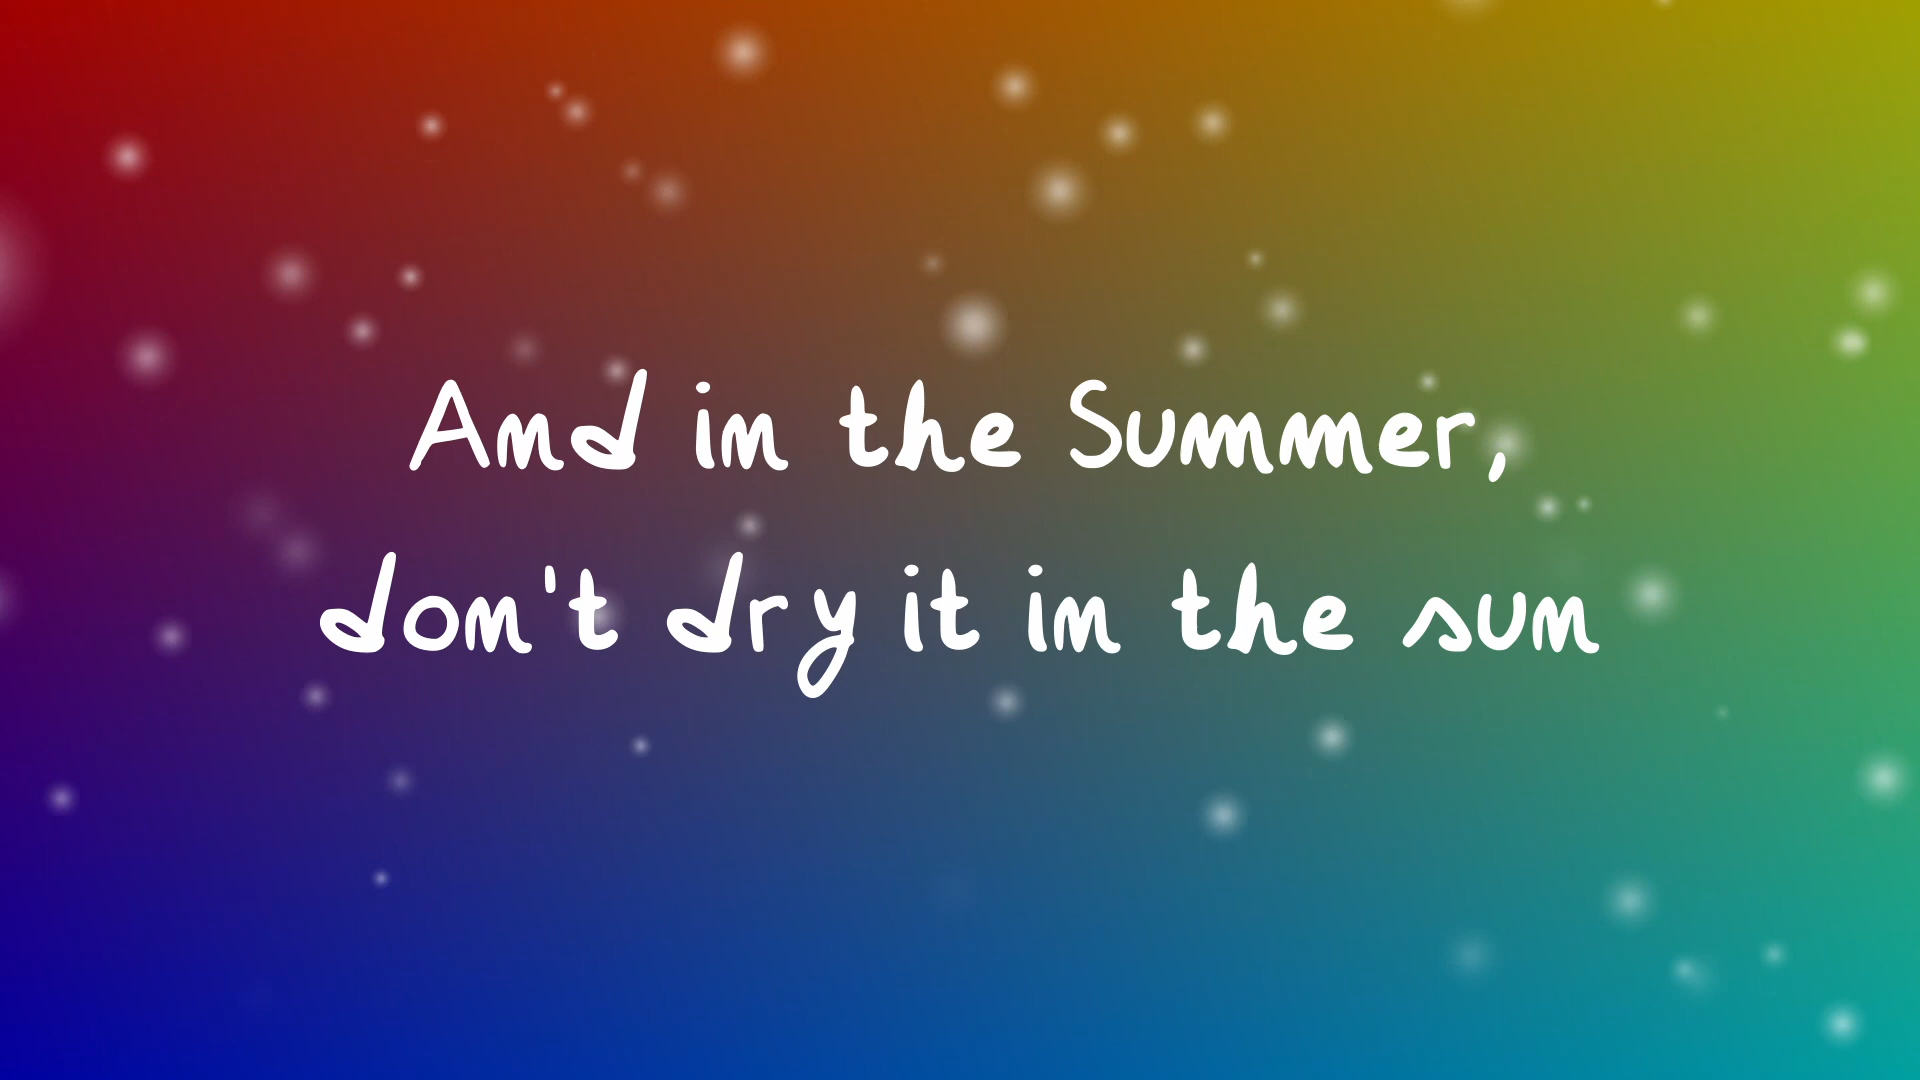 And in the Summer,
don't dry it in the sun